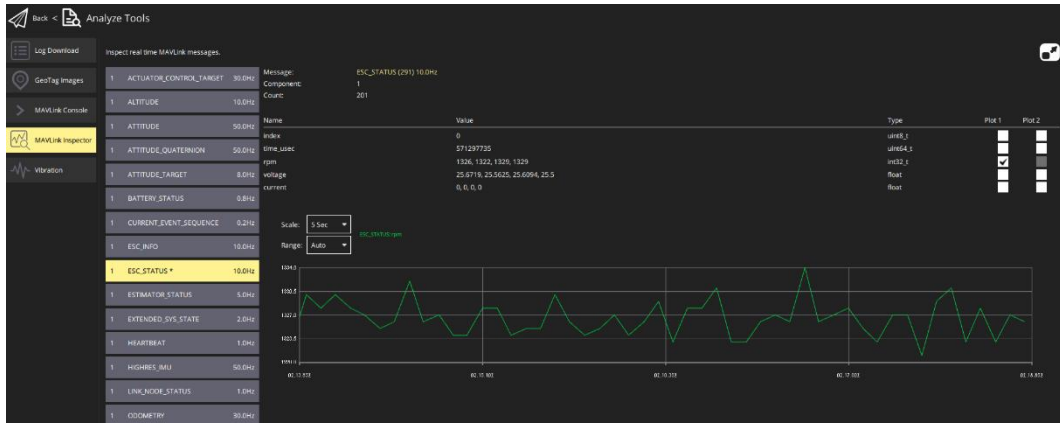 Back < Analyze Tools
Log Download
GeoTag Images
MAVLink Console
MAVLink Inspector
Vibration
Inspect real time MAVLink messages.
1 ACTUATOR_CONTROL_TARGET 30.0Hz
1 ALTITUDE 10.0Hz
1 ATTITUDE 50.0Hz
1 ATTITUDE_QUATERNION 50.0Hz
1 ATTITUDE_TARGET 8.0Hz
1 BATTERY_STATUS 0.8Hz
1 CURRENT_EVENT_SEQUENCE 0.2Hz
1 ESC_INFO 10.0Hz
1 ESC_STATUS * 10.0Hz
1 ESTIMATOR_STATUS 5.0Hz
1 EXTENDED_SYS_STATE 2.0Hz
1 HEARTBEAT 1.0Hz
1 HIGHRES_IMU 50.0Hz
1 LINK_NODE_STATUS 1.0Hz
1 ODOMETRY 30.0Hz
Message: ESC_STATUS (291) 10.0Hz
Component: 1
Count: 201
Name Value Type Plot 1 Plot 2
index 0 uint8_t
time_usec 571297735 uint64_t
rpm 1326, 1322, 1329, 1329 int32_t
voltage 25.6719, 25.5625, 25.6094, 25.5 float
current 0, 0, 0, 0 float
Scale: 5 Sec
ESC_STATUS.rpm
Range: Auto